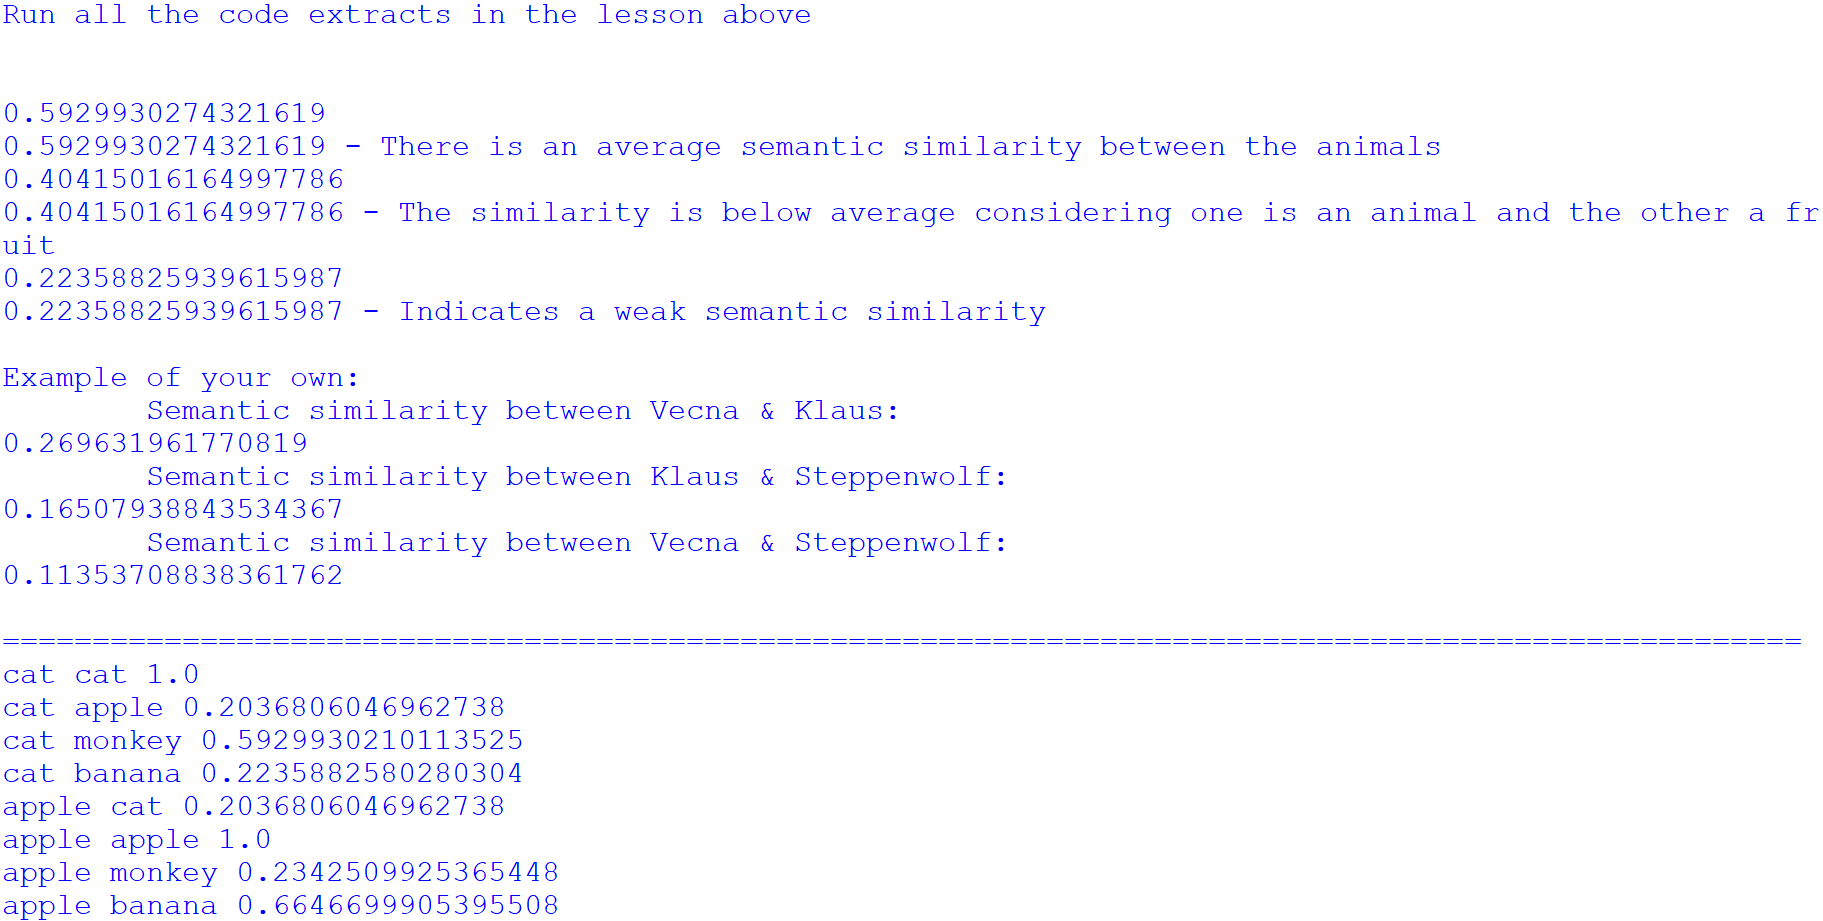 Run all the code extracts in the lesson above
0.5929930274321619
0.5929930274321619 - There is an average semantic similarity between the animals
0.40415016164997786
0.40415016164997786 - The similarity is below average considering one is an animal and the other a fr
uit
0.22358825939615987
0.22358825939615987 - Indicates a weak semantic similarity
Example of your own:
Semantic similarity between Vecna & Klaus:
0.269631961770819
Semantic similarity between Klaus & Steppenwolf:
0.16507938843534367
Semantic similarity between Vecna & Steppenwolf:
0.11353708838361762
====================================================================================================
cat cat 1.0
cat apple 0.2036806046962738
cat monkey 0.5929930210113525
cat banana 0.2235882580280304
apple cat 0.2036806046962738
apple apple 1.0
apple monkey 0.2342509925365448
apple banana 0.6646699905395508